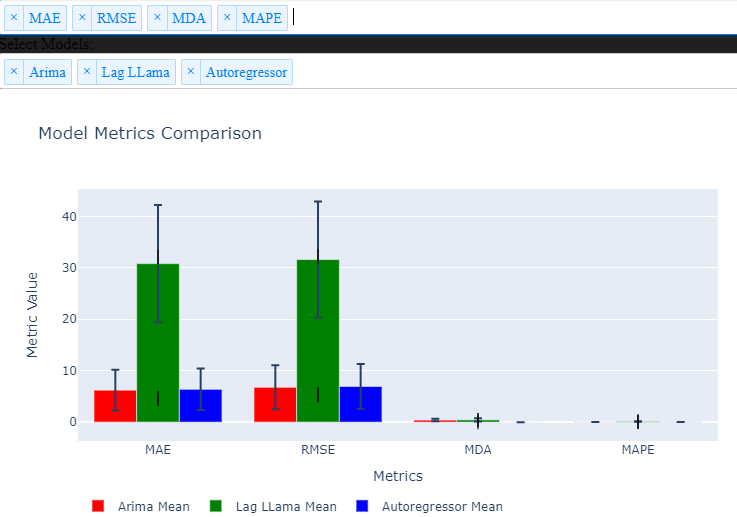 × MAE × RMSE × MDA × MAPE
Select Models:
× Arima × Lag LLama × Autoregressor
Model Metrics Comparison
40
30
20
10
0
Metric Value
MAE RMSE MDA MAPE
Metrics
Arima Mean Lag LLama Mean Autoregressor Mean